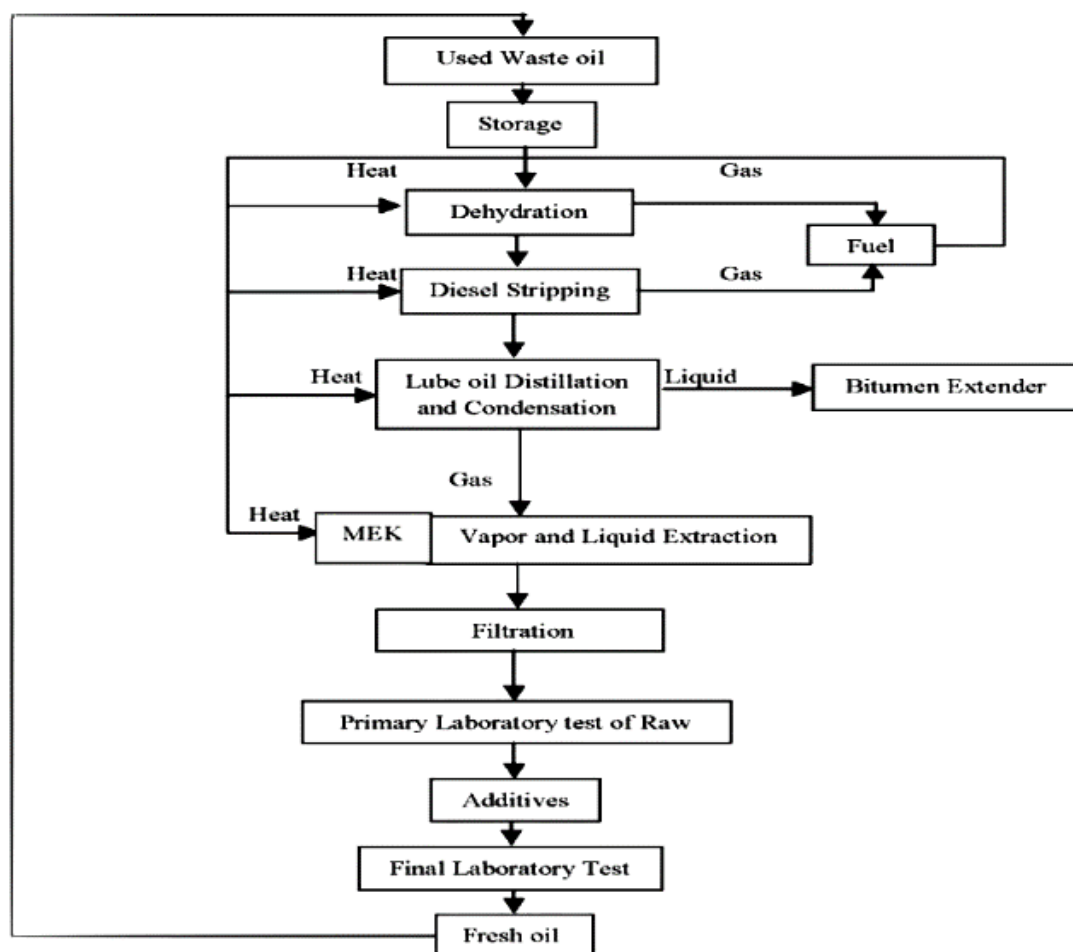 Used Waste oil
Storage
Heat
Gas
Dehydration
Fuel
Heat
Gas
Diesel Stripping
Heat
Lube oil Distillation
and Condensation
Liquid
Bitumen Extender
Gas
Heat
MEK
Vapor and Liquid Extraction
Filtration
Primary Laboratory test of Raw
Additives
Final Laboratory Test
Fresh oil